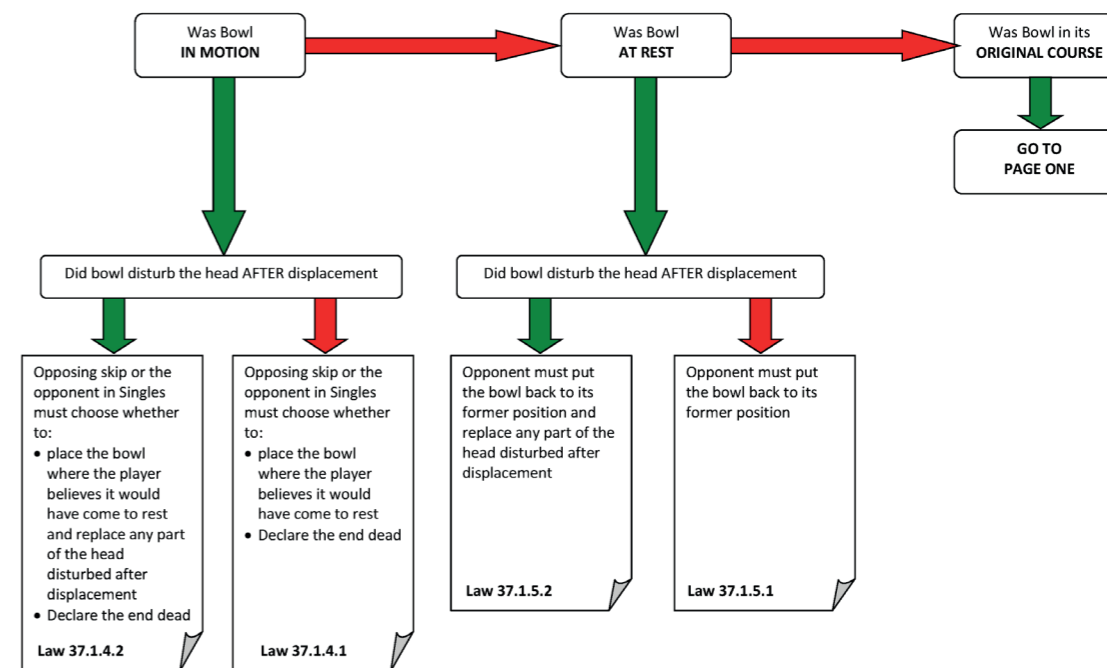 Was Bowl
IN MOTION
Was Bowl
AT REST
Was Bowl in its
ORIGINAL COURSE
GO TO
PAGE ONE
Did bowl disturb the head AFTER displacement
Did bowl disturb the head AFTER displacement
Opposing skip or the
opponent in Singles
must choose whether
to:
• place the bowl
where the player
believes it would
have come to rest
and replace any part
of the head
disturbed after
displacement
• Declare the end dead
Law 37.1.4.2
Opposing skip or the
opponent in Singles
must choose whether
to:
• place the bowl
where the player
believes it would
have come to rest
• Declare the end dead
Law 37.1.4.1
Opponent must put
the bowl back to its
former position and
replace any part of the
head disturbed after
displacement
Law 37.1.5.2
Opponent must put
the bowl back to its
former position
Law 37.1.5.1